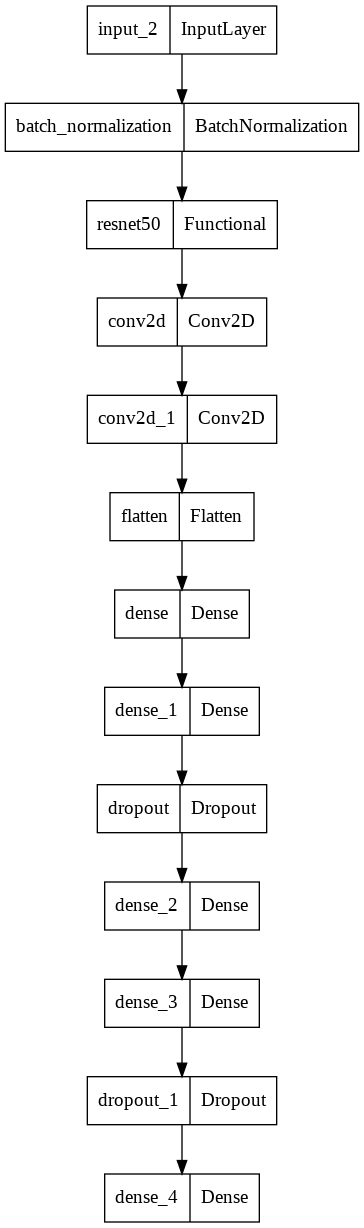 input_2 InputLayer
batch_normalization BatchNormalization
resnet50 Functional
conv2d Conv2D
conv2d_1 Conv2D
flatten Flatten
dense Dense
dense_1 Dense
dropout Dropout
dense_2 Dense
dense_3 Dense
dropout_1 Dropout
dense_4 Dense